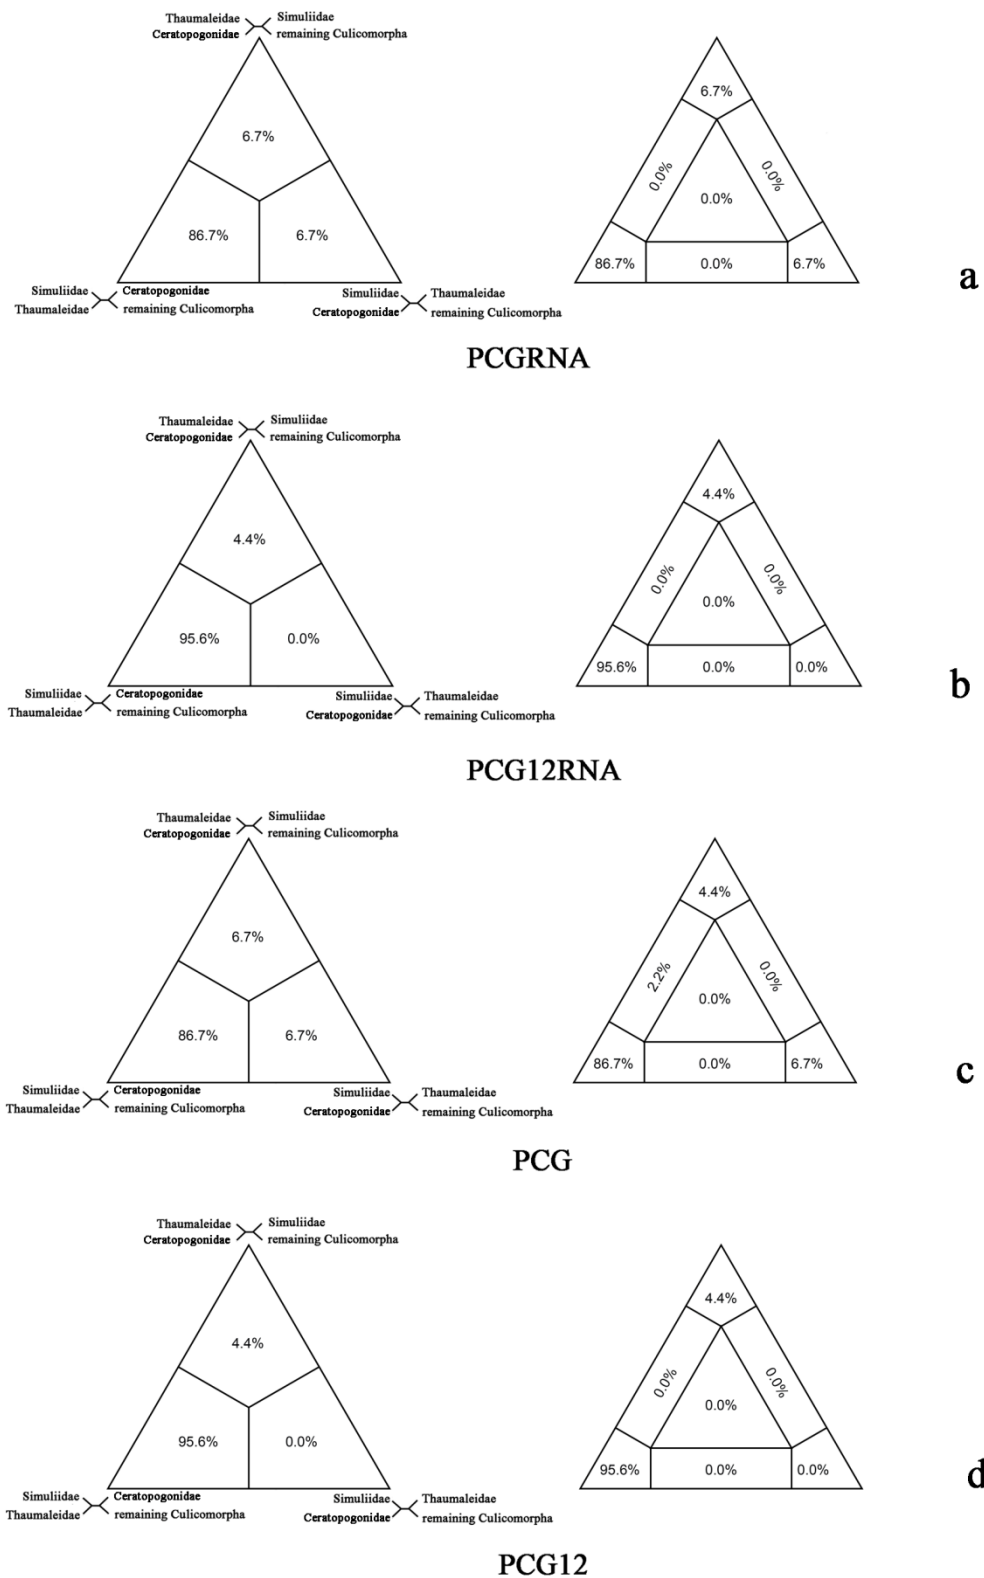 Thaumaleidae Simuliidae
Ceratopogonidae remaining Culicomorpha
6.7%
6.7%
0.0% 0.0%
0.0%
86.7% 6.7%
86.7% 0.0% 6.7%
a
Simuliidae Ceratopogonidae Simuliidae Thaumaleidae
Thaumaleidae remaining Culicomorpha Ceratopogonidae remaining Culicomorpha
PCGRNA
Thaumaleidae Simuliidae
Ceratopogonidae remaining Culicomorpha
4.4%
4.4%
0.0% 0.0%
0.0%
95.6% 0.0%
95.6% 0.0% 0.0%
b
Simuliidae Ceratopogonidae Simuliidae Thaumaleidae
Thaumaleidae remaining Culicomorpha Ceratopogonidae remaining Culicomorpha
PCG12RNA
Thaumaleidae Simuliidae
Ceratopogonidae remaining Culicomorpha
4.4%
6.7%
2.2% 0.0%
0.0%
86.7% 6.7%
86.7% 0.0% 6.7%
c
Simuliidae Ceratopogonidae Simuliidae Thaumaleidae
Thaumaleidae remaining Culicomorpha Ceratopogonidae remaining Culicomorpha
PCG
Thaumaleidae Simuliidae
Ceratopogonidae remaining Culicomorpha
4.4%
4.4%
0.0% 0.0%
0.0%
95.6% 0.0%
95.6% 0.0% 0.0%
d
Simuliidae Ceratopogonidae Simuliidae Thaumaleidae
Thaumaleidae remaining Culicomorpha Ceratopogonidae remaining Culicomorpha
PCG12